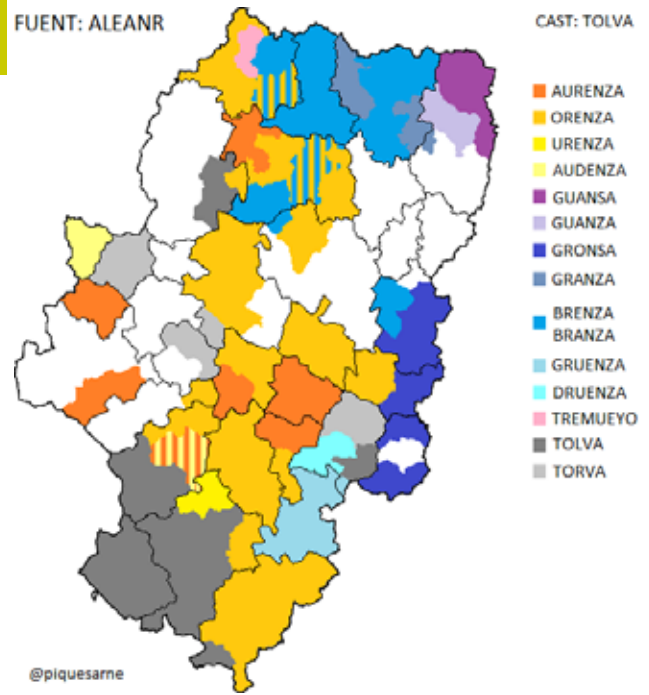 FUENT: ALEANR
CAST: TOLVA
AURENZA
ORENZA
URENZA
AUDENZA
GUANSA
GUANZA
GRONSA
GRANZA
BRENZA
BRANZA
GRUENZA
DRUENZA
TREMUEYO
TOLVA
TORVA
@piquesarne